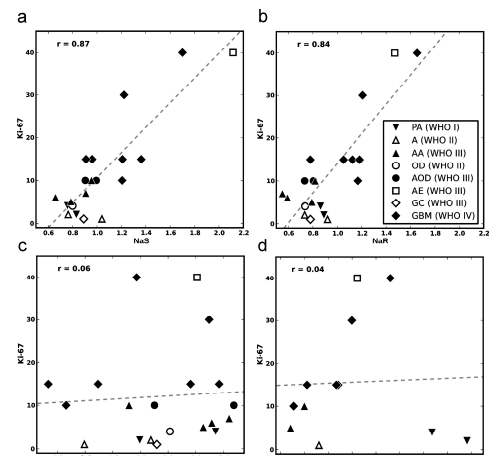 a
b
r = 0.87
r = 0.84
Ki-67
40
30
20
10
0
0.6 0.8 1.0 1.2 1.4 1.6 1.8 2.0 2.2
NaS
Ki-67
40
30
20
10
0
0.6 0.8 1.0 1.2 1.4 1.6 1.8 2.0 2.2
NaR
PA (WHO I)
A (WHO II)
AA (WHO III)
OD (WHO II)
AOD (WHO III)
AE (WHO III)
GC (WHO III)
GBM (WHO IV)
c
d
r = 0.06
r = 0.04
Ki-67
40
30
20
10
0
Ki-67
40
30
20
10
0